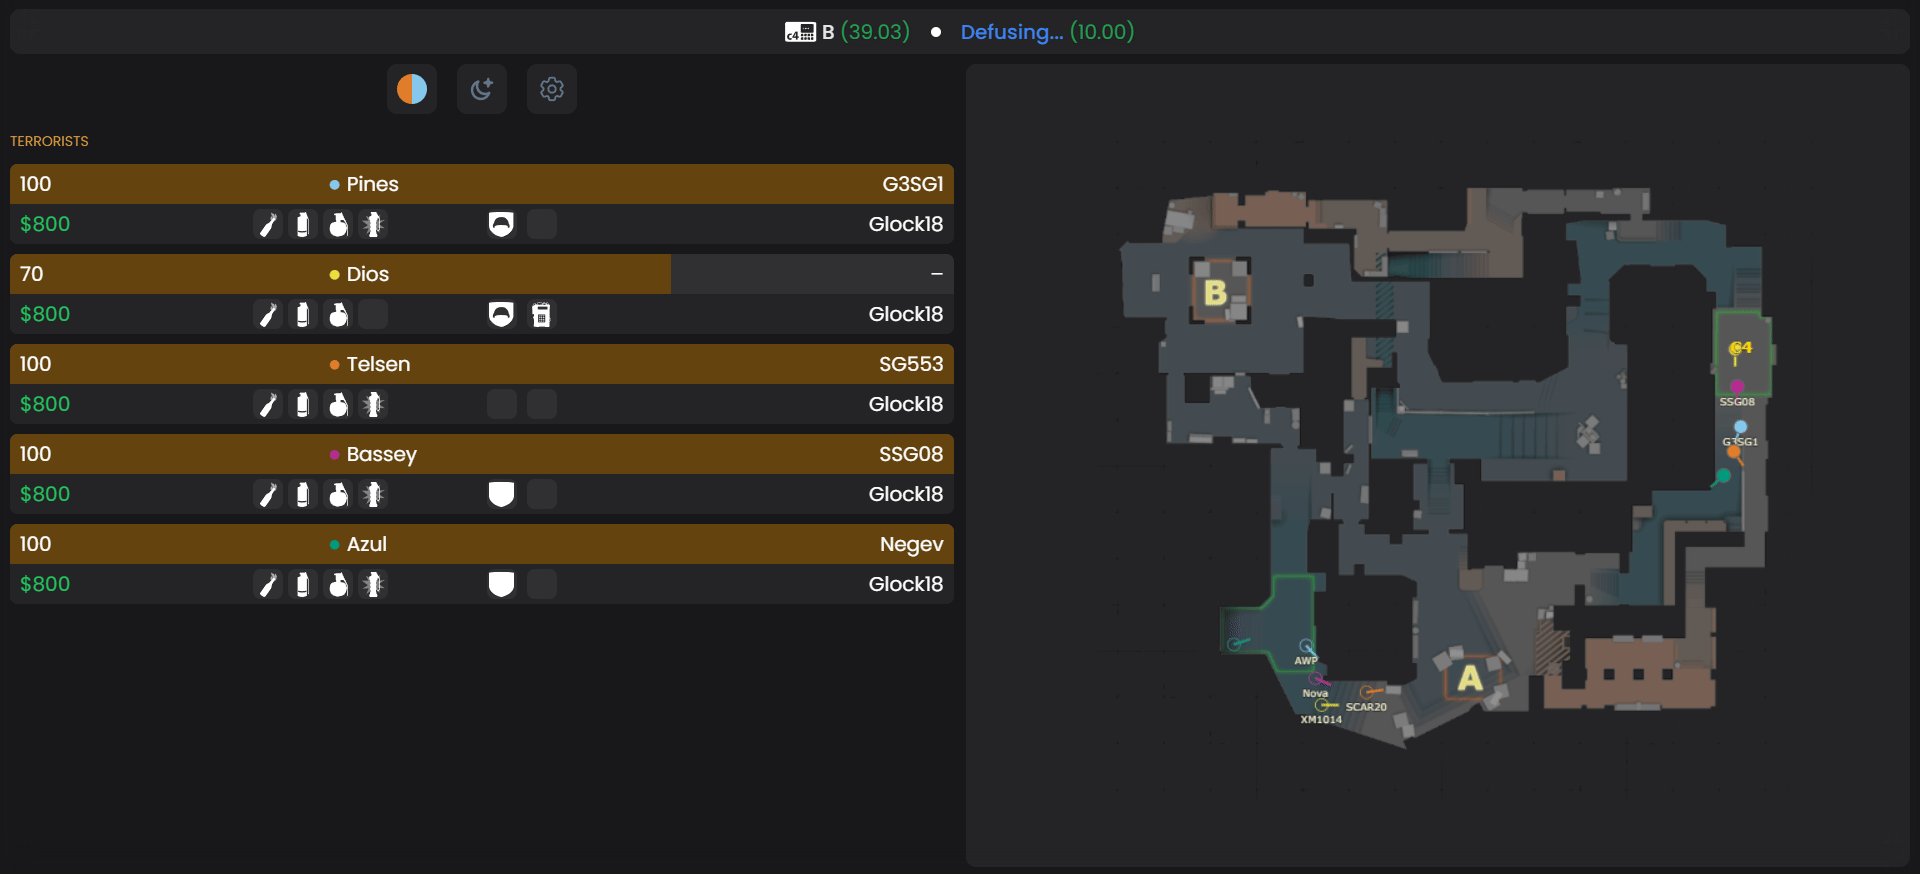 C4 B (39.03) Defusing... (10.00)
TERRORISTS
100 Pines G3SG1
$800 Glock18
70 Dios –
$800 Glock18
100 Telsen SG553
$800 Glock18
100 Bassey SSG08
$800 Glock18
100 Azul Negev
$800 Glock18
B
C4
SSG08
G3SG1
AWP
Nova
A
SCAR20
XM1014